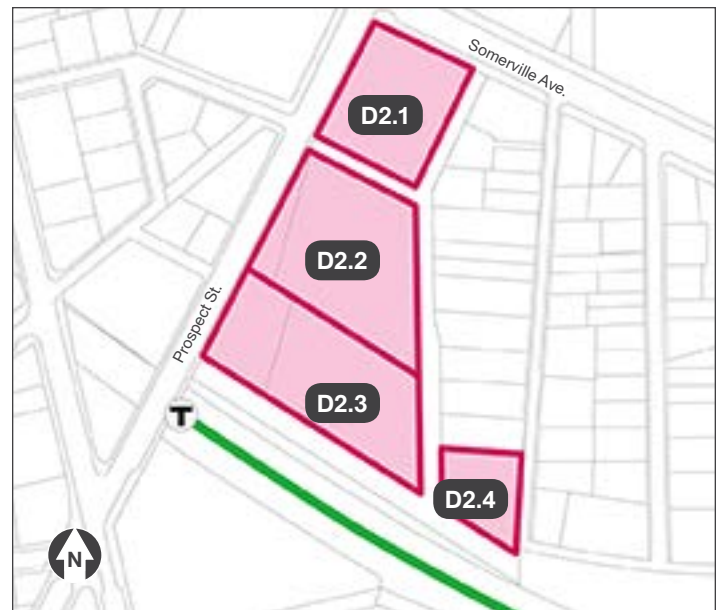 Somerville Ave.
D2.1
D2.2
Prospect St.
D2.3
T
D2.4
N